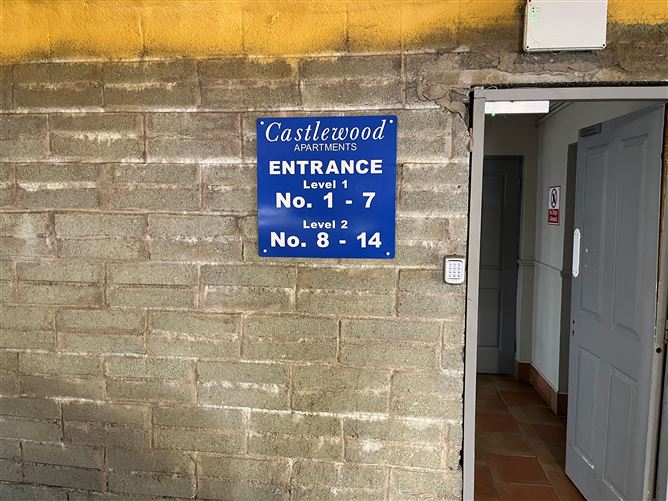 Castlewood
APARTMENTS
ENTRANCE
Level 1
No. 1 - 7
Level 2
No. 8 - 14